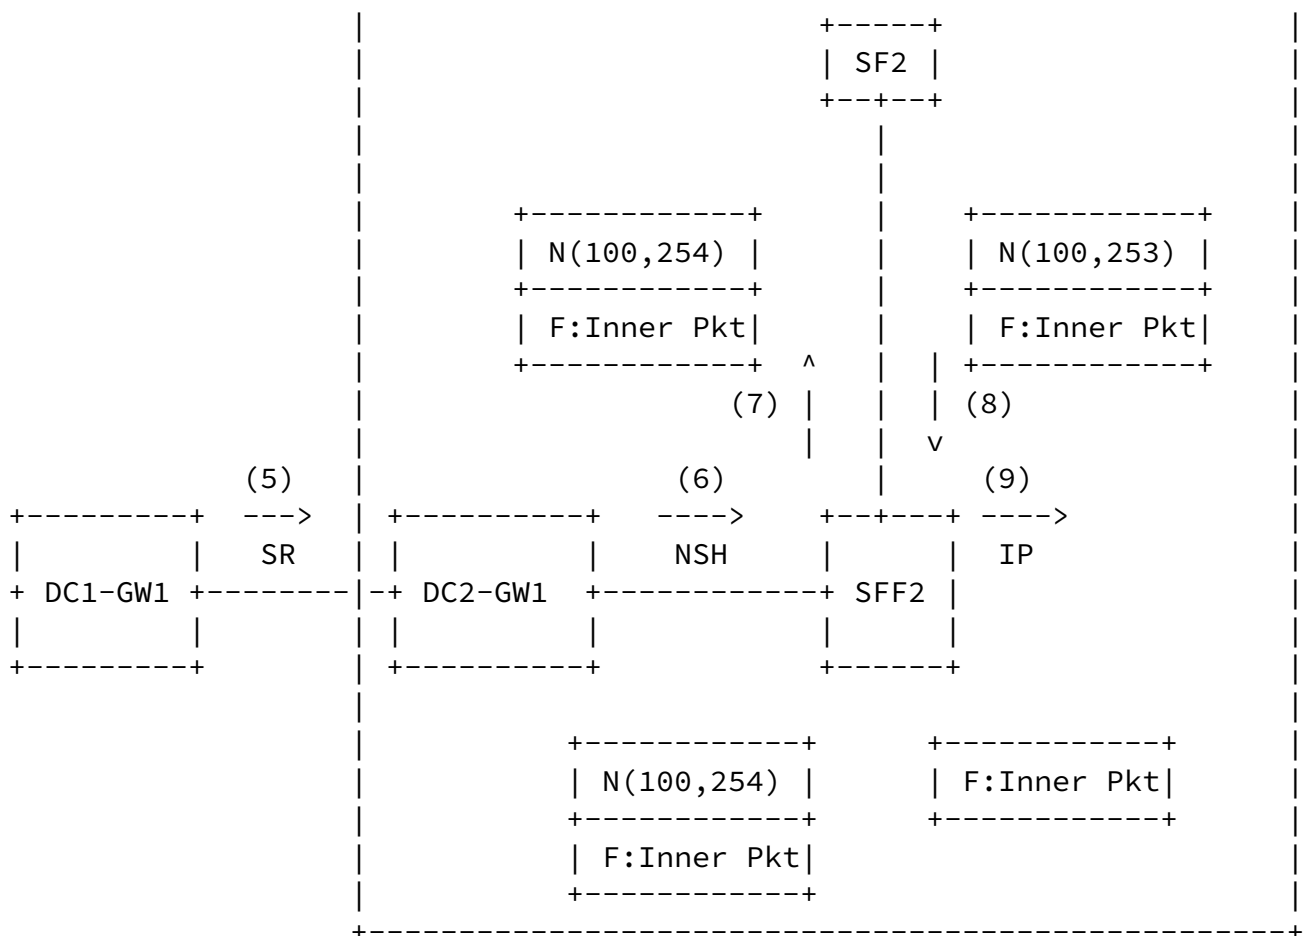 SF2
N(100,254) N(100,253)
F:Inner Pkt F:Inner Pkt
(7) (8)
(5) (6) (9)
---> ----> ---->
SR NSH IP
DC1-GW1 DC2-GW1 SFF2
N(100,254) F:Inner Pkt
F:Inner Pkt